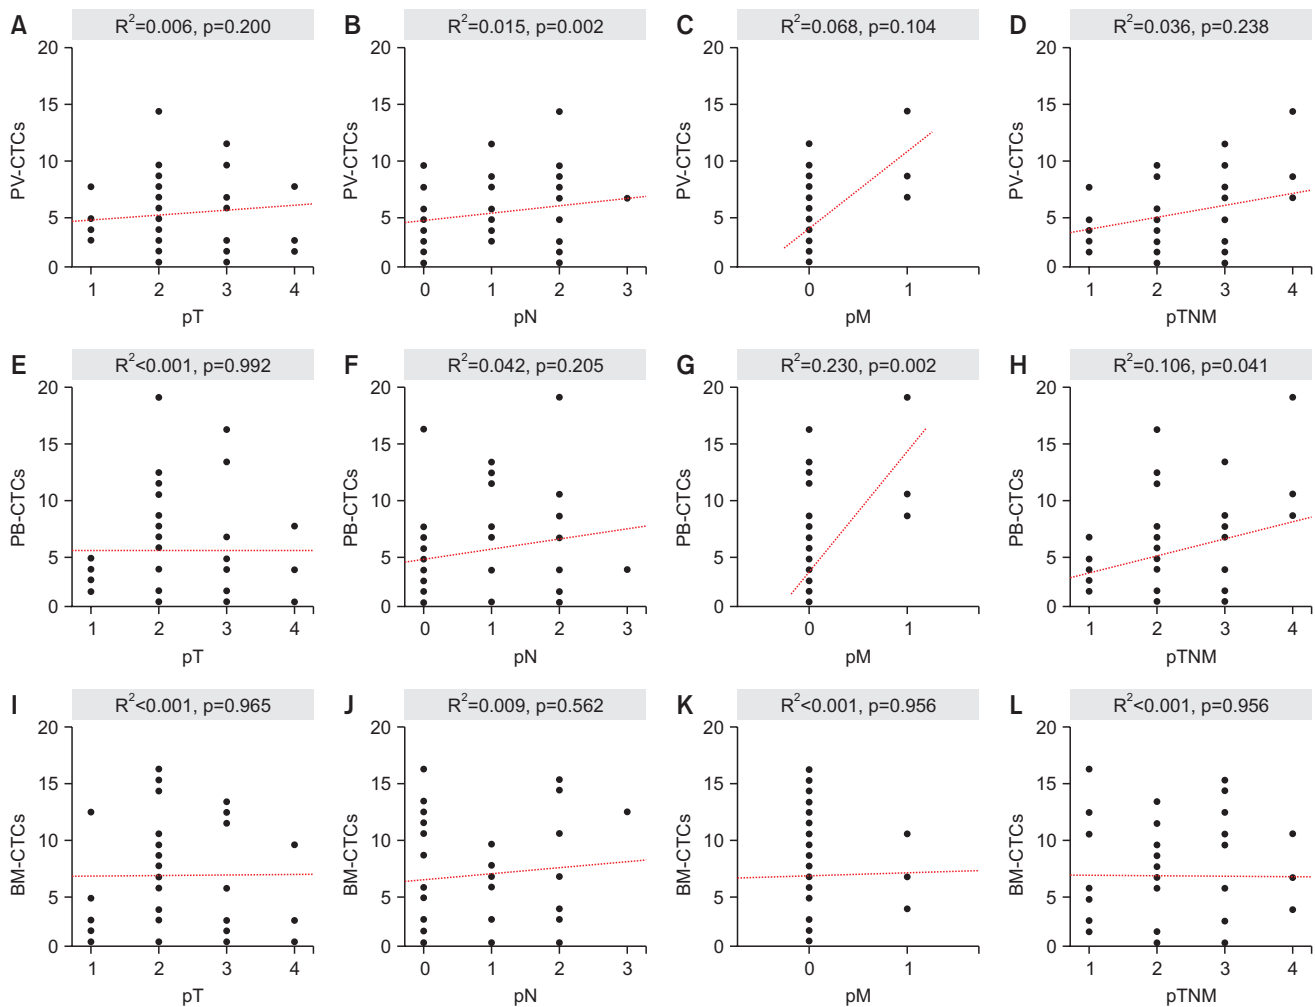 A R²=0.006, p=0.200
20
15
10
5
0
PV-CTCs
1 2 3 4
pT
B R²=0.015, p=0.002
20
15
10
5
0
PV-CTCs
0 1 2 3
pN
C R²=0.068, p=0.104
20
15
10
5
0
PV-CTCs
0 1
pM
D R²=0.036, p=0.238
20
15
10
5
0
PV-CTCs
1 2 3 4
pTNM
E R²<0.001, p=0.992
20
15
10
5
0
PB-CTCs
1 2 3 4
pT
F R²=0.042, p=0.205
20
15
10
5
0
PB-CTCs
0 1 2 3
pN
G R²=0.230, p=0.002
20
15
10
5
0
PB-CTCs
0 1
pM
H R²=0.106, p=0.041
20
15
10
5
0
PB-CTCs
1 2 3 4
pTNM
I R²<0.001, p=0.965
20
15
10
5
0
BM-CTCs
1 2 3 4
pT
J R²=0.009, p=0.562
20
15
10
5
0
BM-CTCs
0 1 2 3
pN
K R²<0.001, p=0.956
20
15
10
5
0
BM-CTCs
0 1
pM
L R²<0.001, p=0.956
20
15
10
5
0
BM-CTCs
1 2 3 4
pTNM